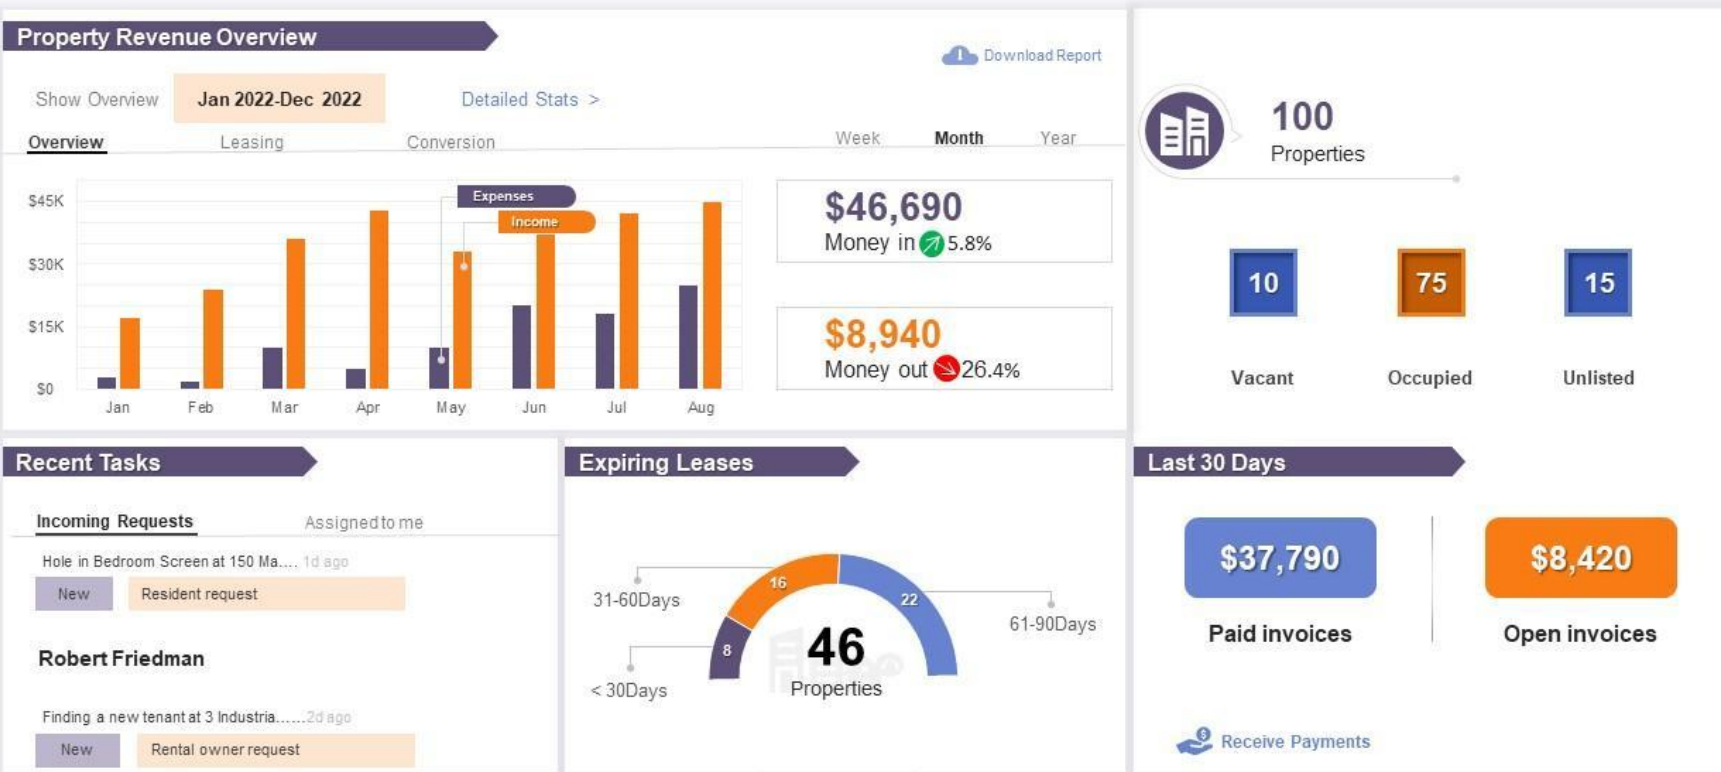 Property Revenue Overview
Download Report
Show Overview
Jan 2022-Dec 2022
Detailed Stats >
Overview
Leasing
Conversion
Week
Month
Year
$45K
$30K
$15K
$0
Expenses
Income
Jan
Feb
Mar
Apr
May
Jun
Jul
Aug
$46,690
Money in 5.8%
$8,940
Money out 26.4%
100
Properties
10
75
15
Vacant
Occupied
Unlisted
Recent Tasks
Incoming Requests
Assigned to me
Hole in Bedroom Screen at 150 Ma.... 1d ago
New
Resident request
Robert Friedman
Finding a new tenant at 3 Industria......2d ago
New
Rental owner request
Expiring Leases
31-60Days
16
22
61-90Days
8
< 30Days
46
Properties
Last 30 Days
$37,790
Paid invoices
$8,420
Open invoices
Receive Payments